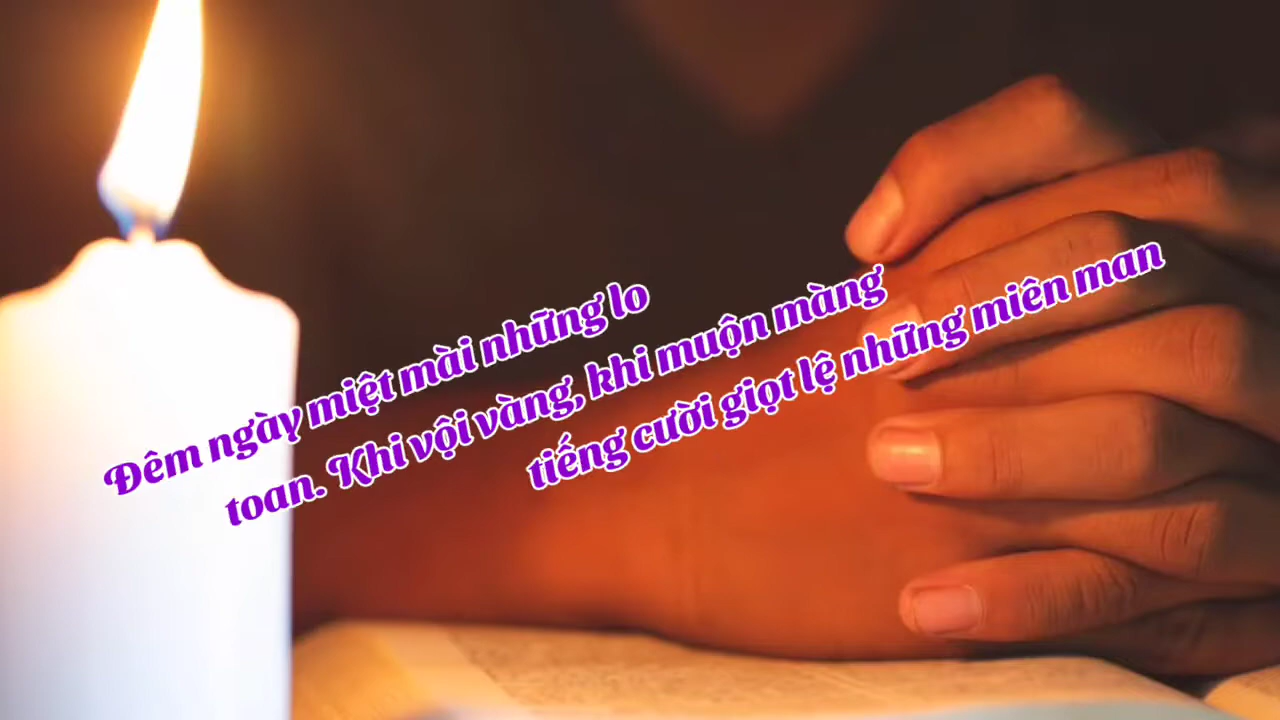 Đêm ngày miệt mài những lo
toan. Khi vội vàng, khi muộn màng
tiếng cười giọt lệ những miên man